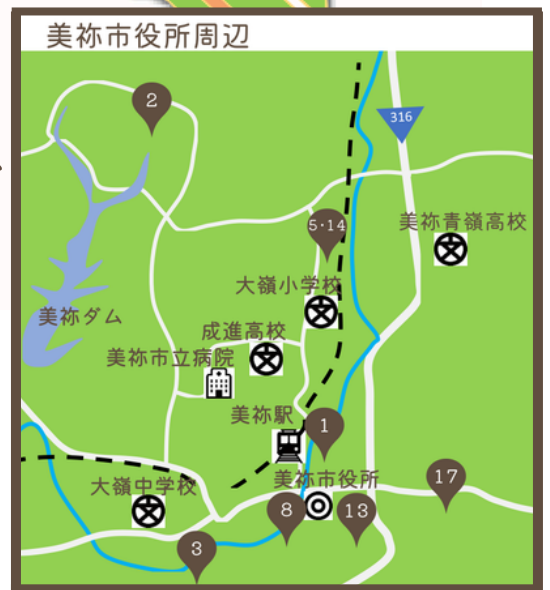 美祢市役所周辺
2
316
5・14
美祢青嶺高校
大嶺小学校
美祢ダム
成進高校
美祢市立病院
美祢駅
1
美祢市役所
大嶺中学校
17
8
13
3